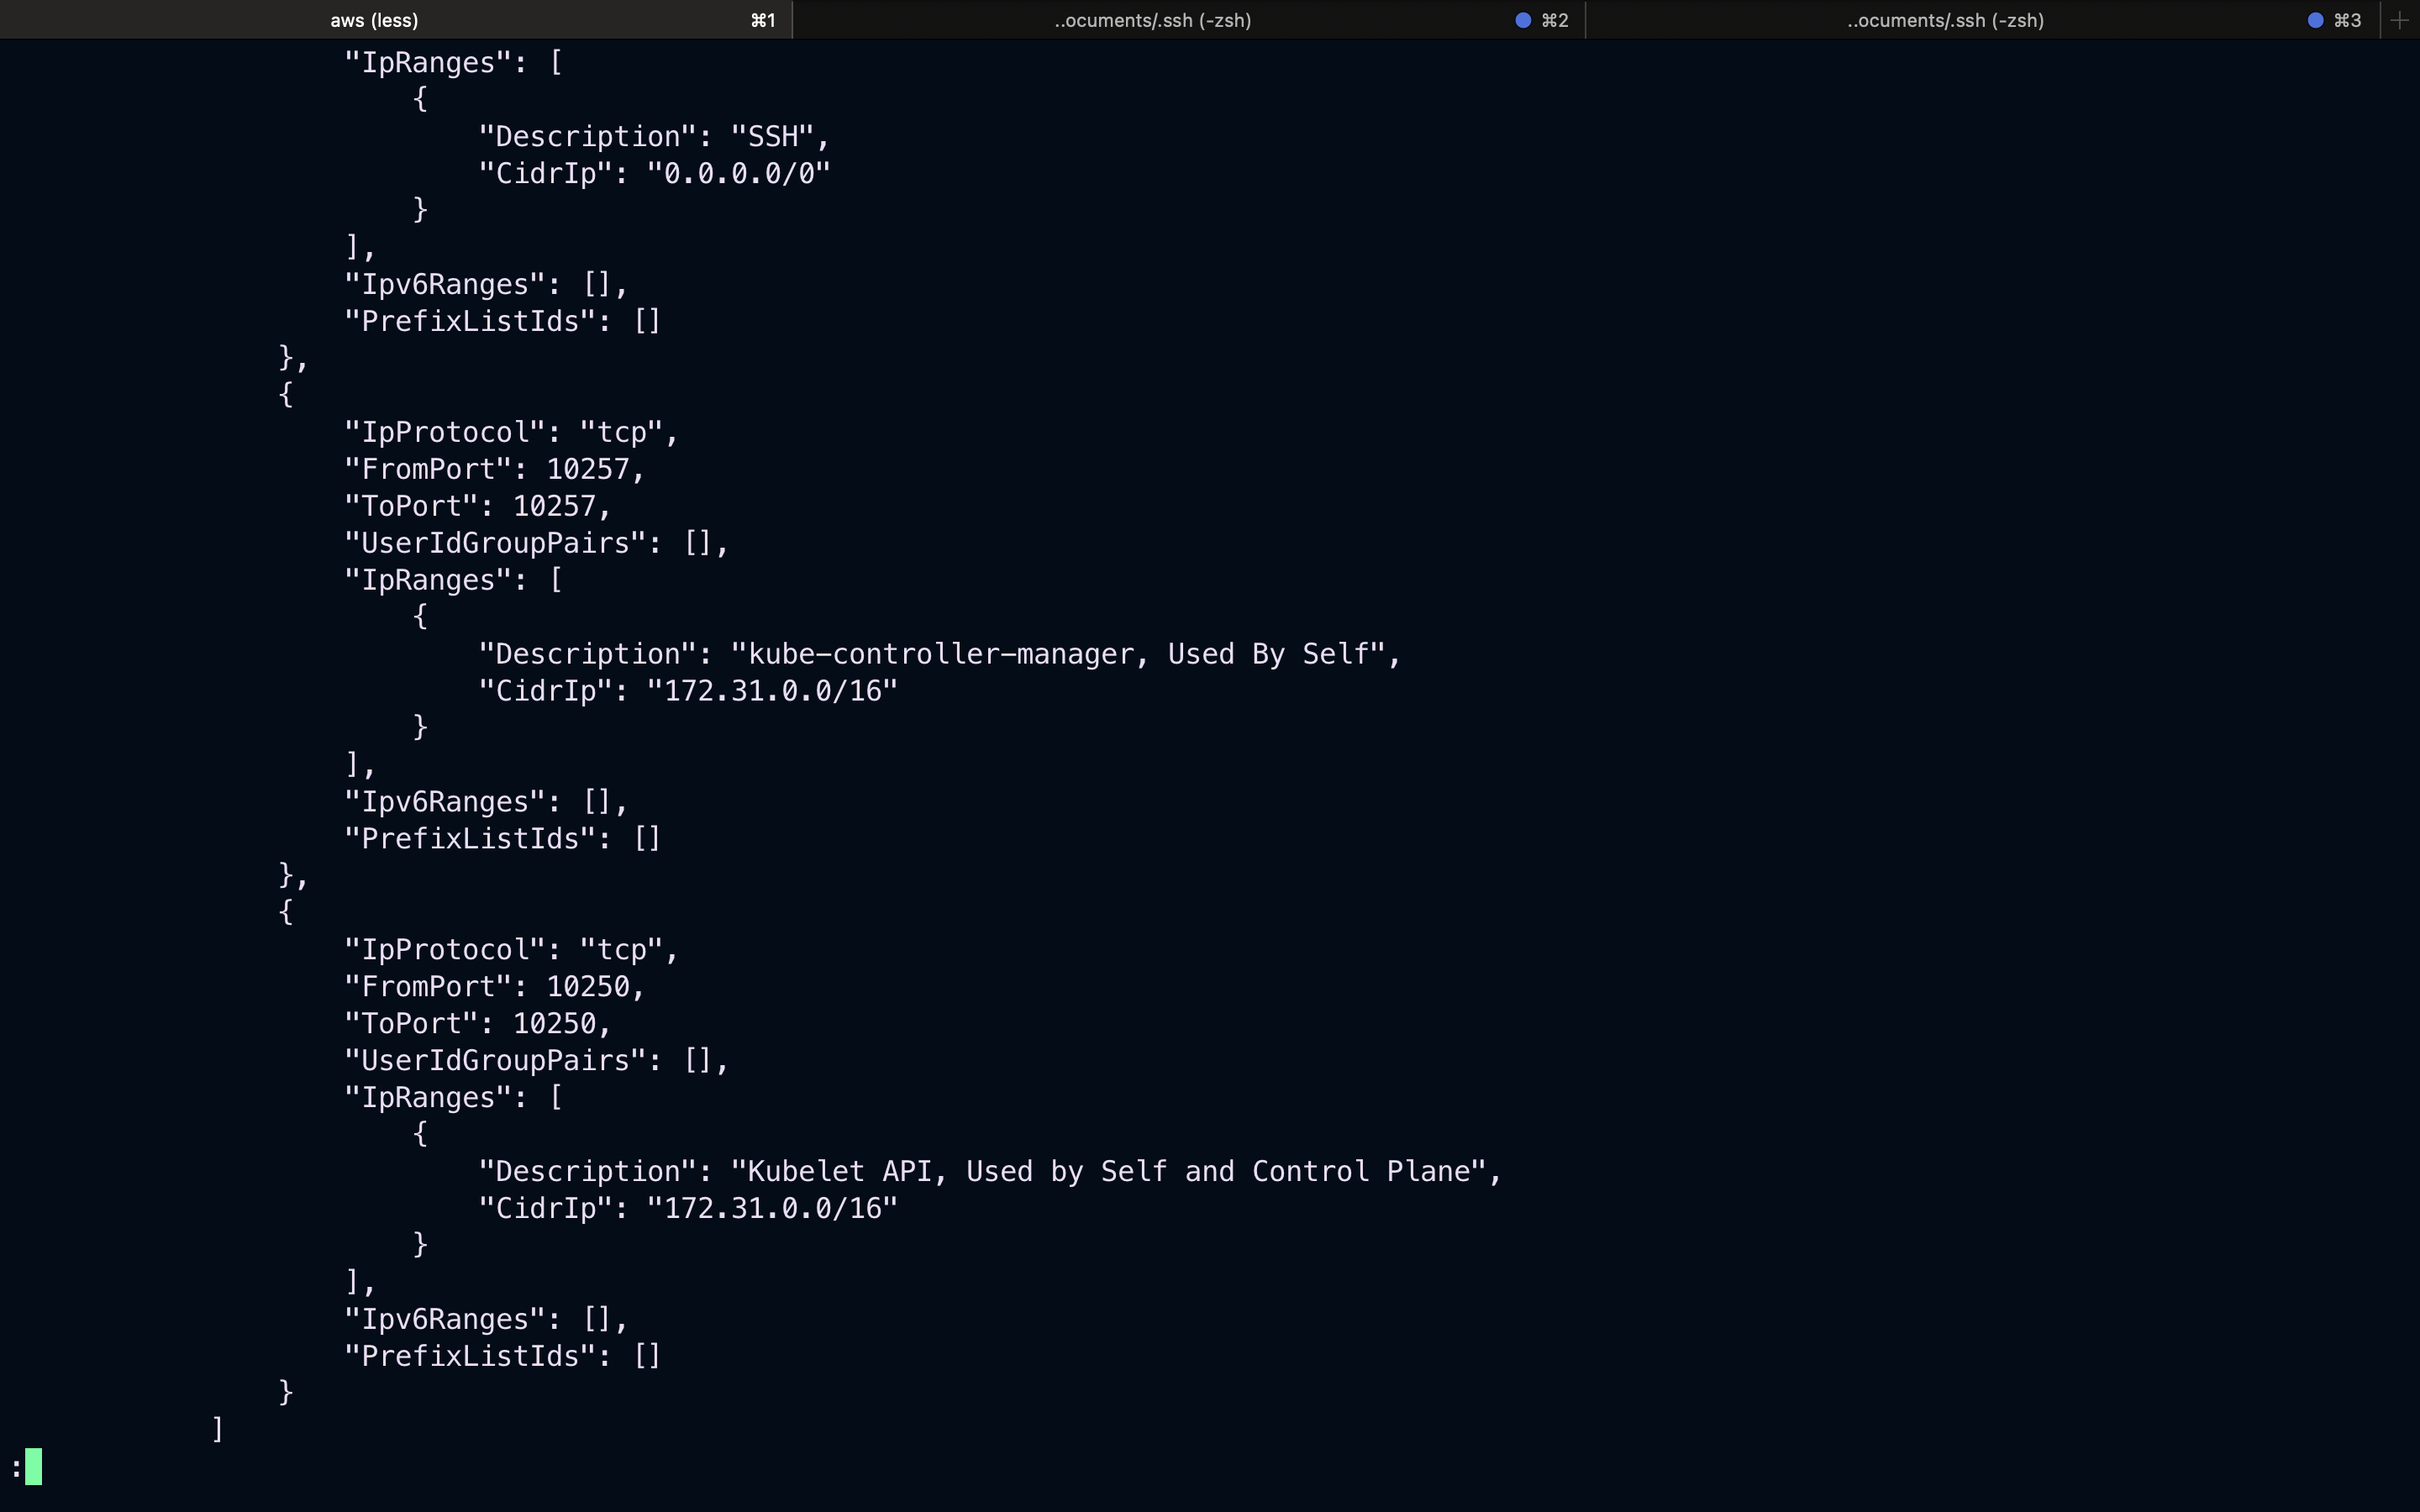 aws (less) ⌘1 ..ocuments/.ssh (-zsh) ⌘2 ..ocuments/.ssh (-zsh) ⌘3
                    "IpRanges": [
                        {
                            "Description": "SSH",
                            "CidrIp": "0.0.0.0/0"
                        }
                    ],
                    "Ipv6Ranges": [],
                    "PrefixListIds": []
                },
                {
                    "IpProtocol": "tcp",
                    "FromPort": 10257,
                    "ToPort": 10257,
                    "UserIdGroupPairs": [],
                    "IpRanges": [
                        {
                            "Description": "kube-controller-manager, Used By Self",
                            "CidrIp": "172.31.0.0/16"
                        }
                    ],
                    "Ipv6Ranges": [],
                    "PrefixListIds": []
                },
                {
                    "IpProtocol": "tcp",
                    "FromPort": 10250,
                    "ToPort": 10250,
                    "UserIdGroupPairs": [],
                    "IpRanges": [
                        {
                            "Description": "Kubelet API, Used by Self and Control Plane",
                            "CidrIp": "172.31.0.0/16"
                        }
                    ],
                    "Ipv6Ranges": [],
                    "PrefixListIds": []
                }
            ]
: